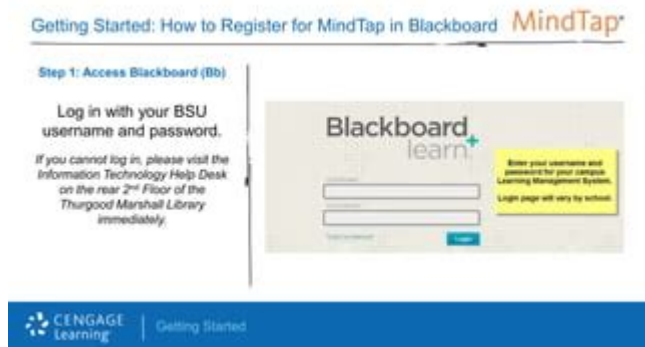 Getting Started: How to Register for MindTap in Blackboard
MindTap
Step 1: Access Blackboard (Bb)
Log in with your BSU
username and password.
If you cannot log in, please visit the
Information Technology Help Desk
on the rear 2nd Floor of the
Thurgood Marshall Library
immediately.
Blackboard
learn
Enter your username and
password for your campus
Learning Management System.
Login page will vary by school.
Login
CENGAGE
Learning
Getting Started